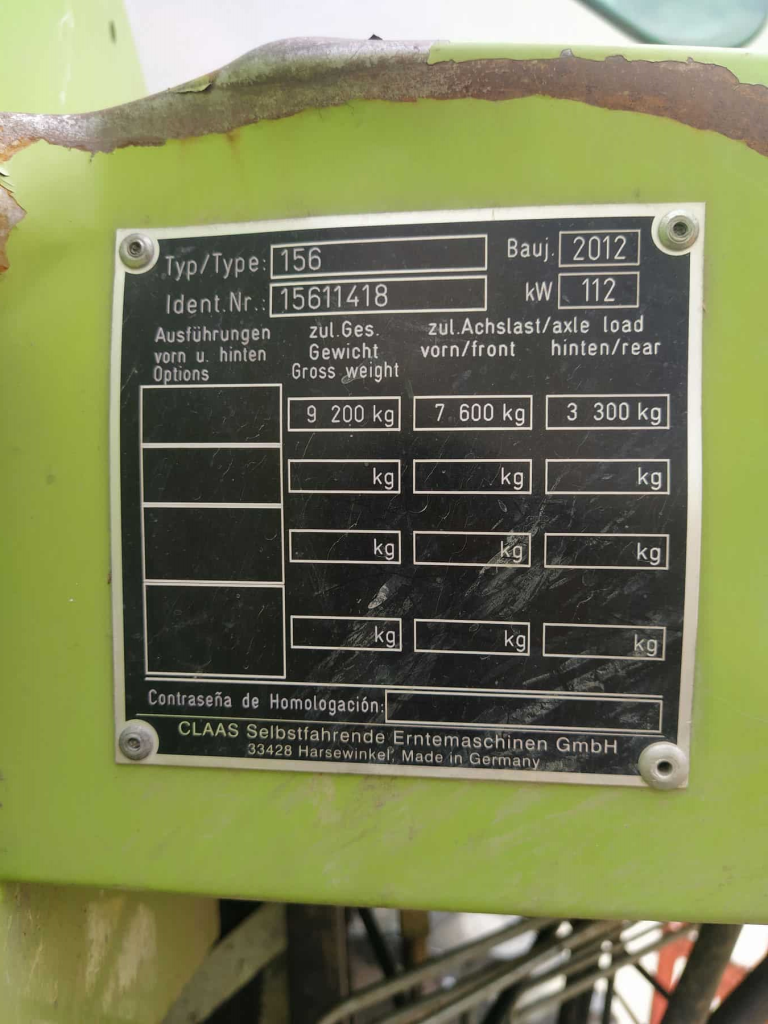 Typ/Type: 156 Bauj. 2012
Ident.Nr.: 15611418 kW 112
Ausführungen zul.Ges. zul.Achslast/axle load
vorn u. hinten Gewicht vorn/front hinten/rear
Options Gross weight
9 200 kg 7 600 kg 3 300 kg
kg kg kg
kg kg kg
kg kg kg
Contraseña de Homologación:
CLAAS Selbstfahrende Erntemaschinen GmbH
33428 Harsewinkel, Made in Germany